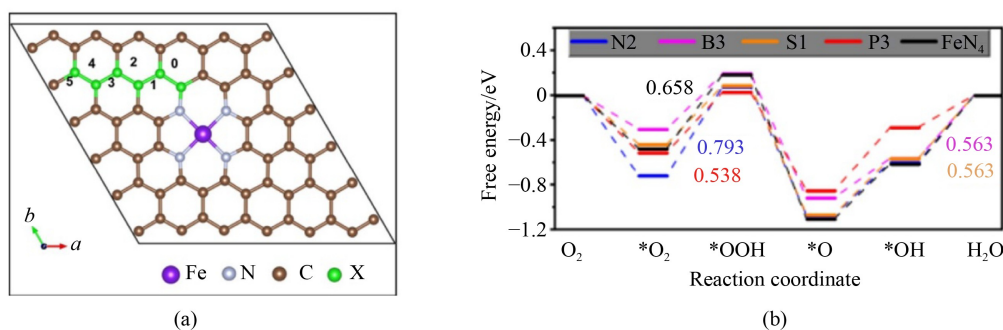 4 2 0
5 3 1
b
a
Fe N C X
(a)
N2 B3 S1 P3 FeN₄
0.4
0
−0.4
−0.8
−1.2
Free energy/eV
0.658
0.793
0.538
0.563
0.563
O₂ *O₂ *OOH *O *OH H₂O
Reaction coordinate
(b)